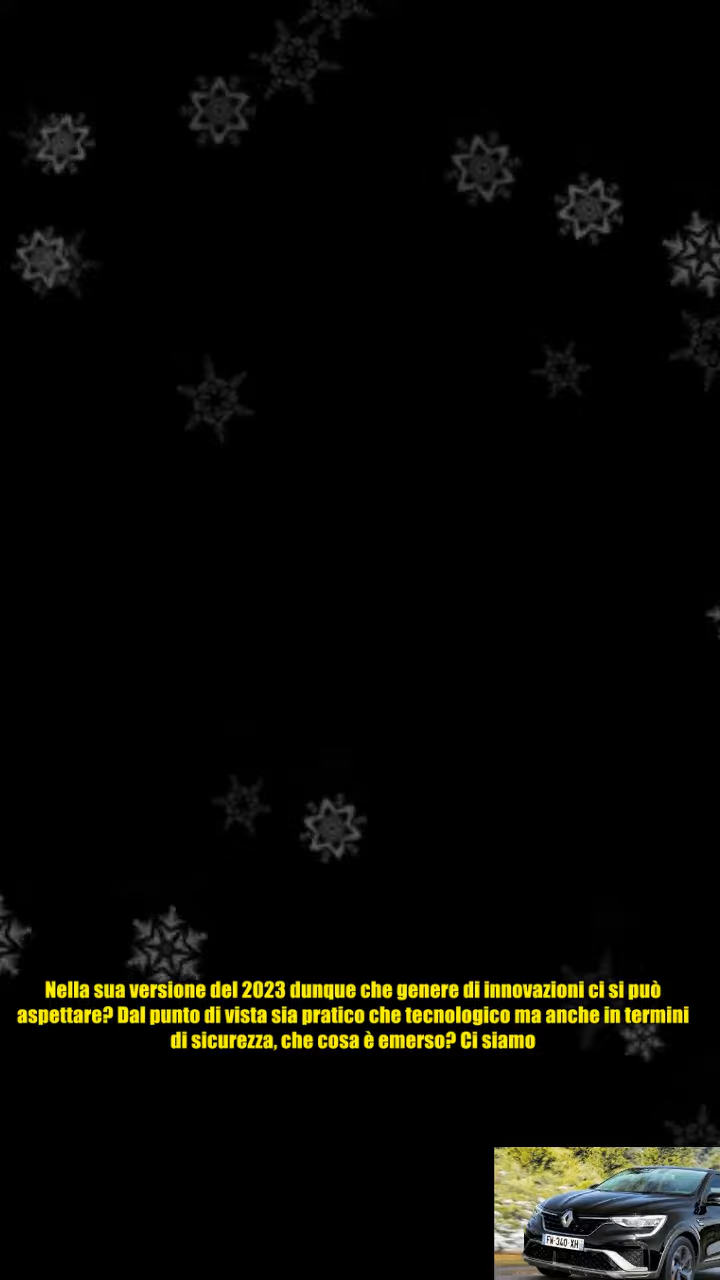 Nella sua versione del 2023 dunque che genere di innovazioni ci si può
aspettare? Dal punto di vista sia pratico che tecnologico ma anche in termini
di sicurezza, che cosa è emerso? Ci siamo
FW-340-XH